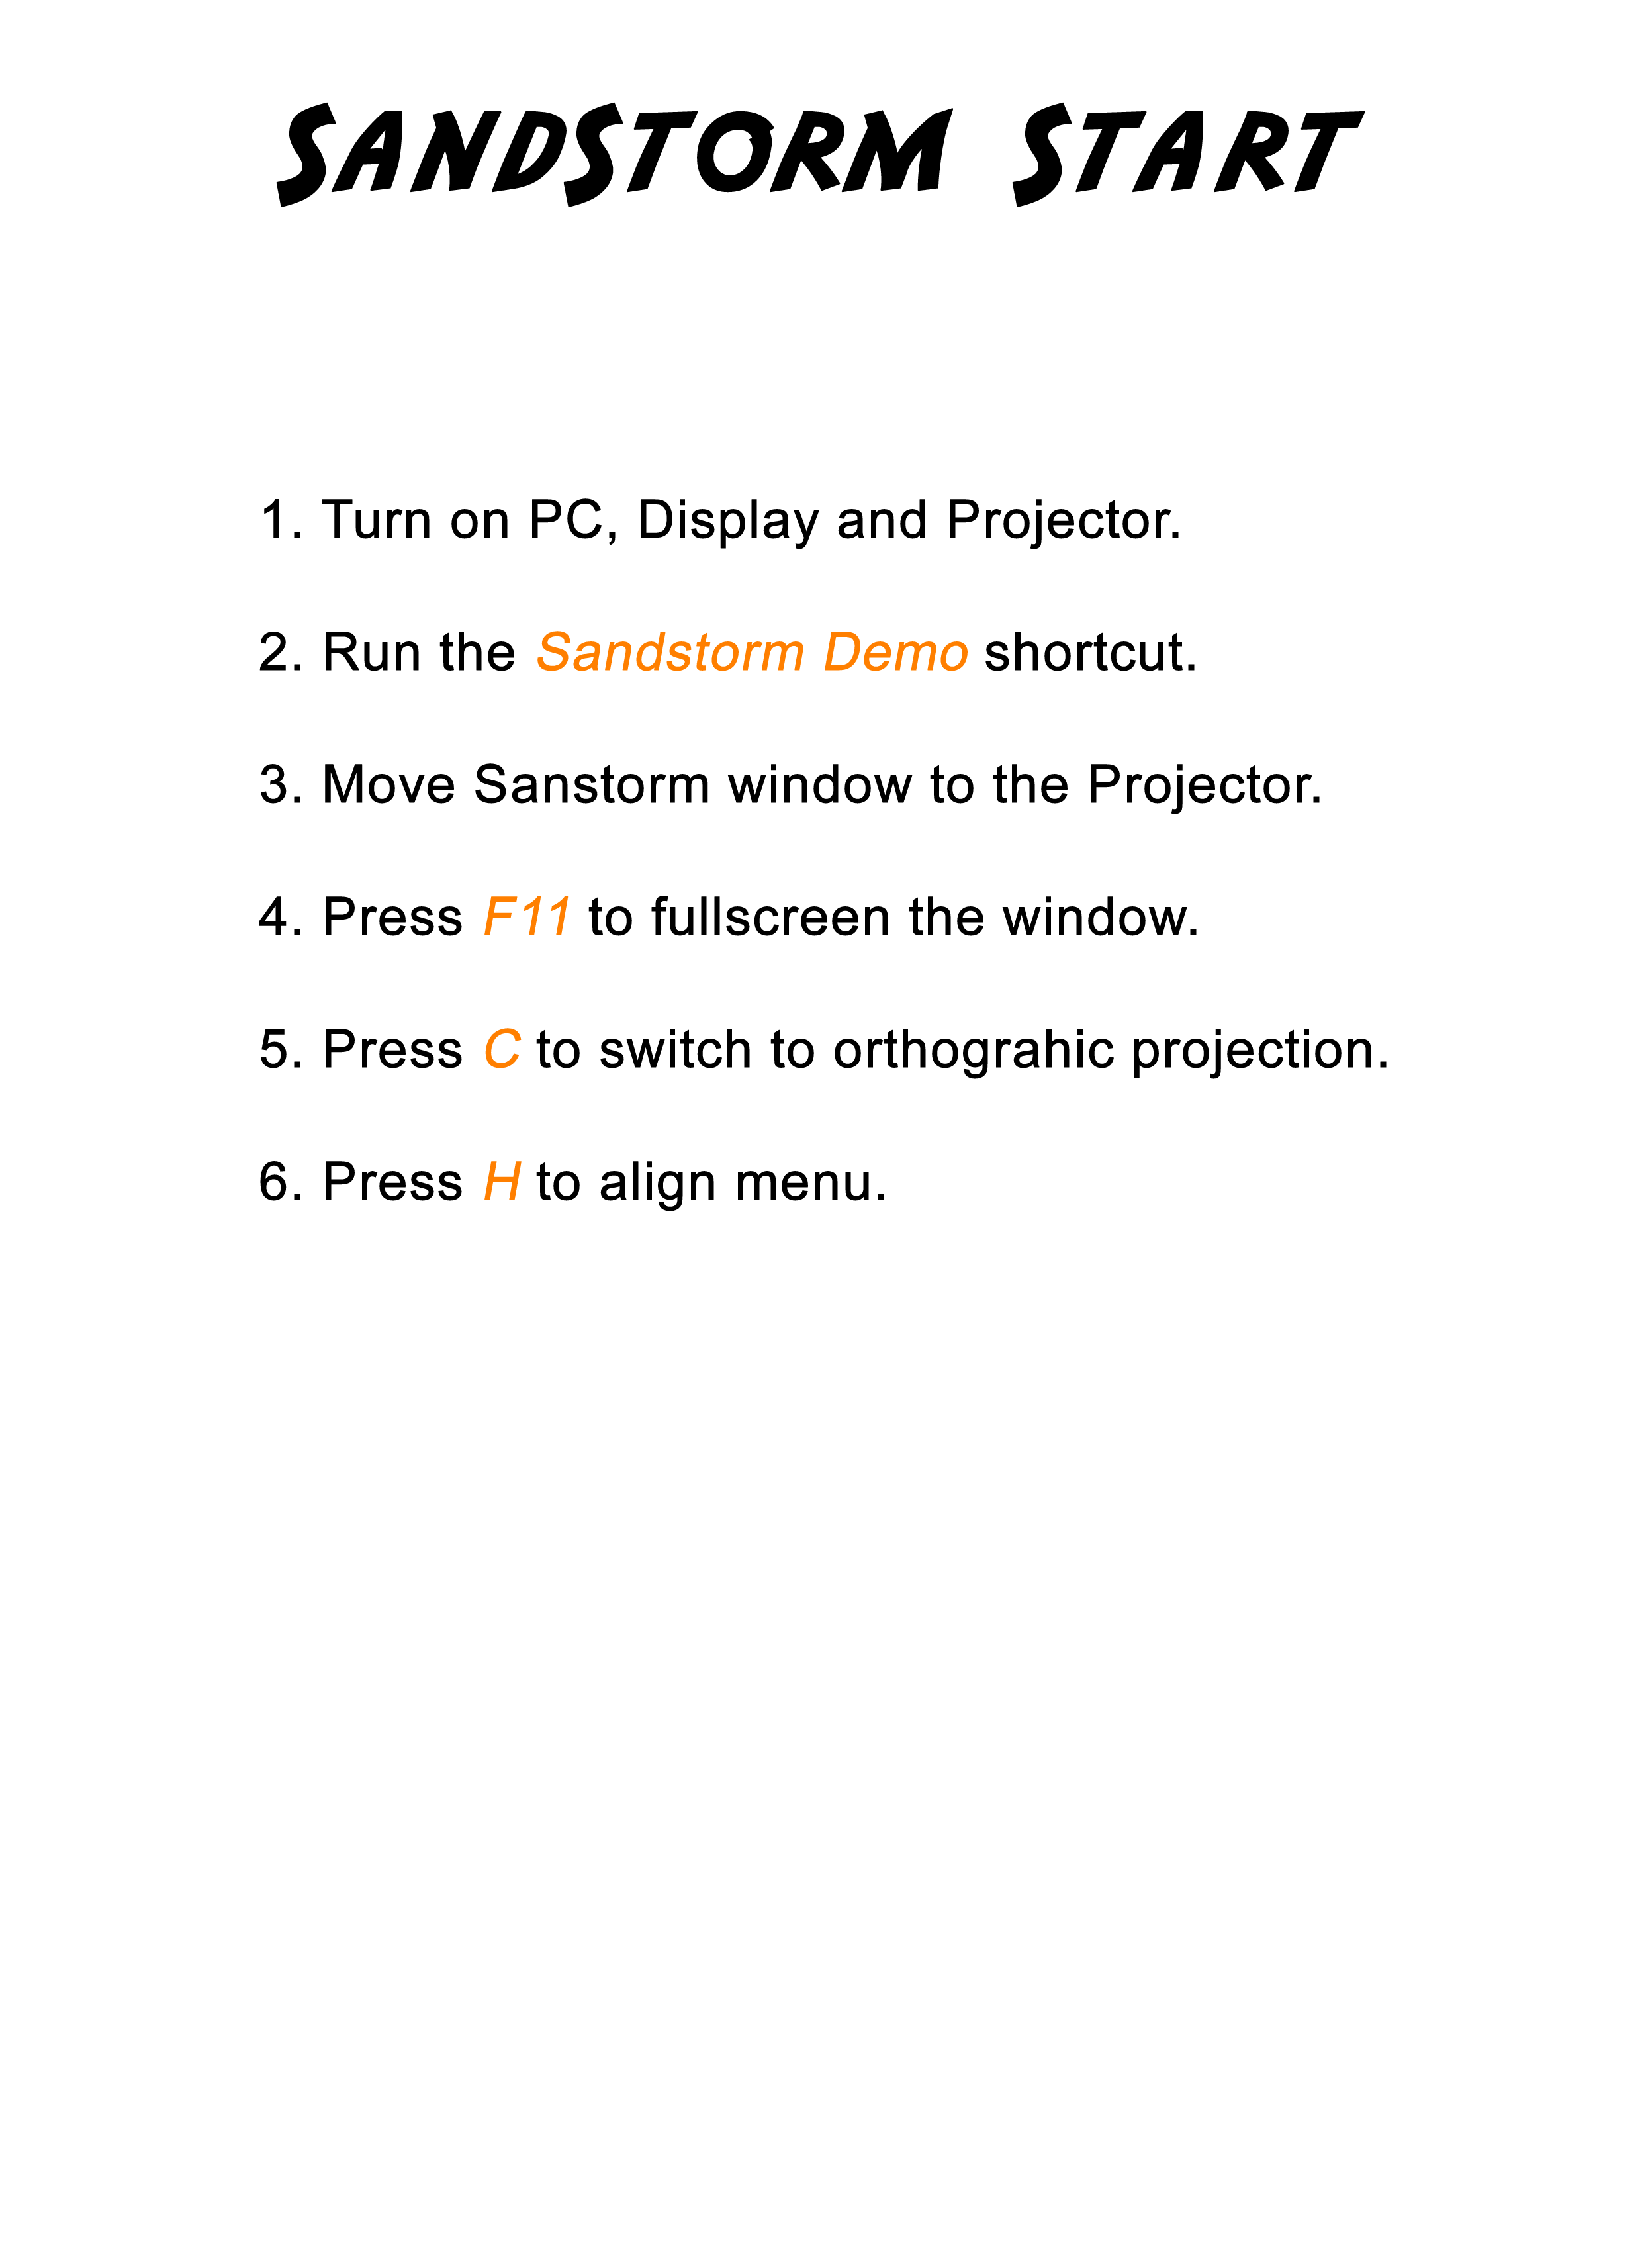 SandStorm Start
1. Turn on PC, Display and Projector.
2. Run the Sandstorm Demo shortcut.
3. Move Sanstorm window to the Projector.
4. Press F11 to fullscreen the window.
5. Press C to switch to orthograhic projection.
6. Press H to align menu.